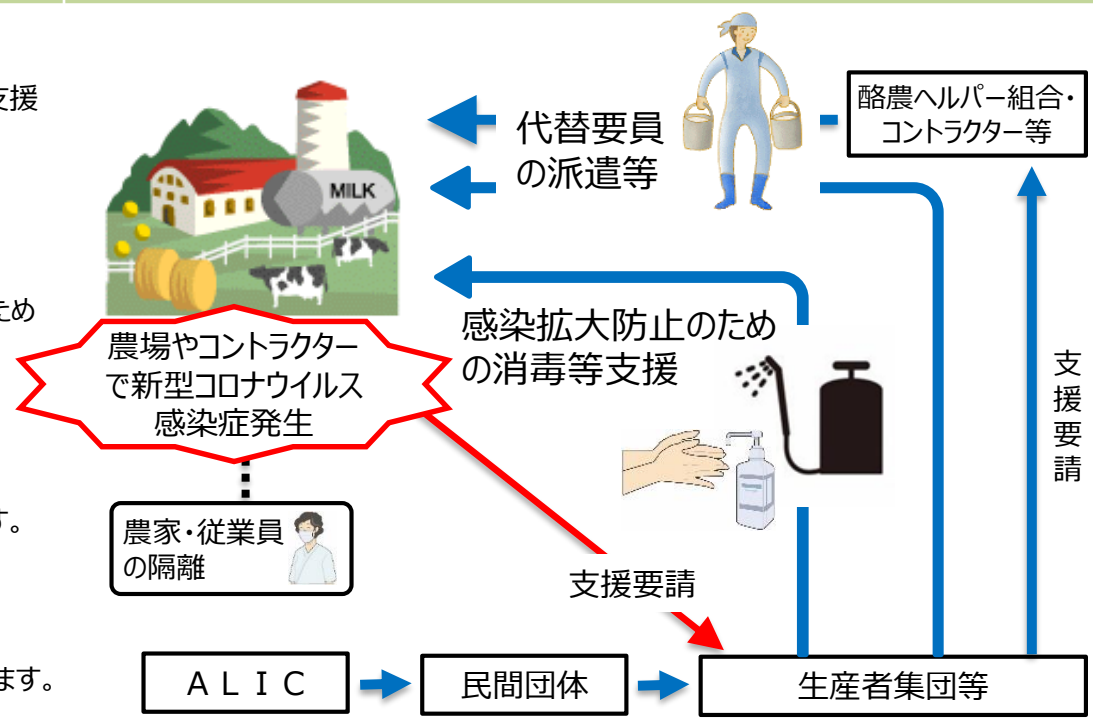 支援
ため
す。
ます。
酪農ヘルパー組合・
コントラクター等
代替要員
の派遣等
MILK
感染拡大防止のため
の消毒等支援
農場やコントラクター
で新型コロナウイルス
感染症発生
支援要請
農家・従業員
の隔離
支援要請
ＡＬＩＣ
民間団体
生産者集団等